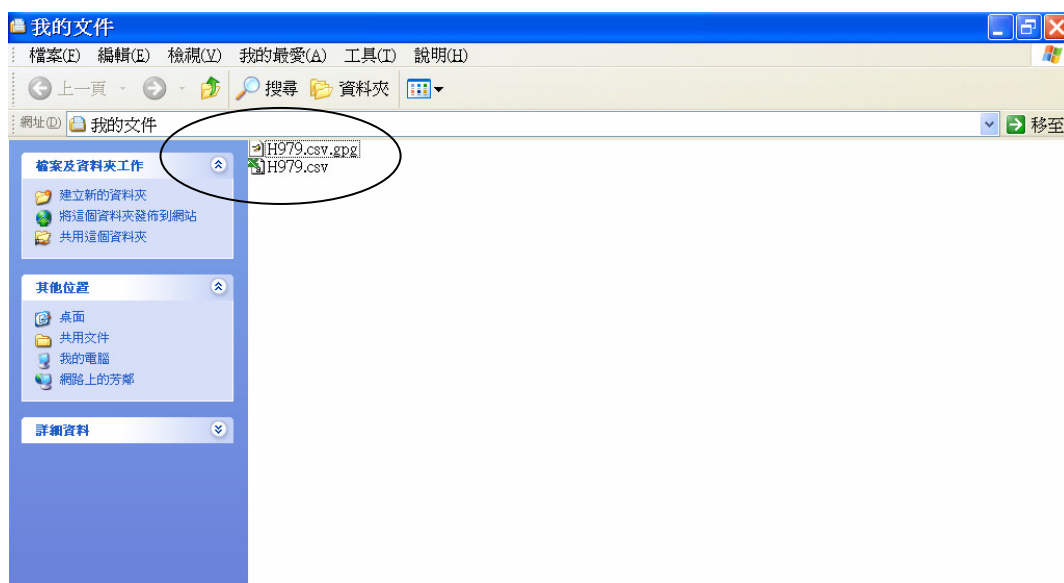 我的文件
檔案(F) 編輯(E) 檢視(V) 我的最愛(A) 工具(T) 說明(H)
上一頁 搜尋 資料夾
網址(D) 我的文件 移至
檔案及資料夾工作
建立新的資料夾
將這個資料夾發佈到網站
共用這個資料夾
其他位置
桌面
共用文件
我的電腦
網路上的芳鄰
詳細資料
H979.csv.gpg
H979.csv